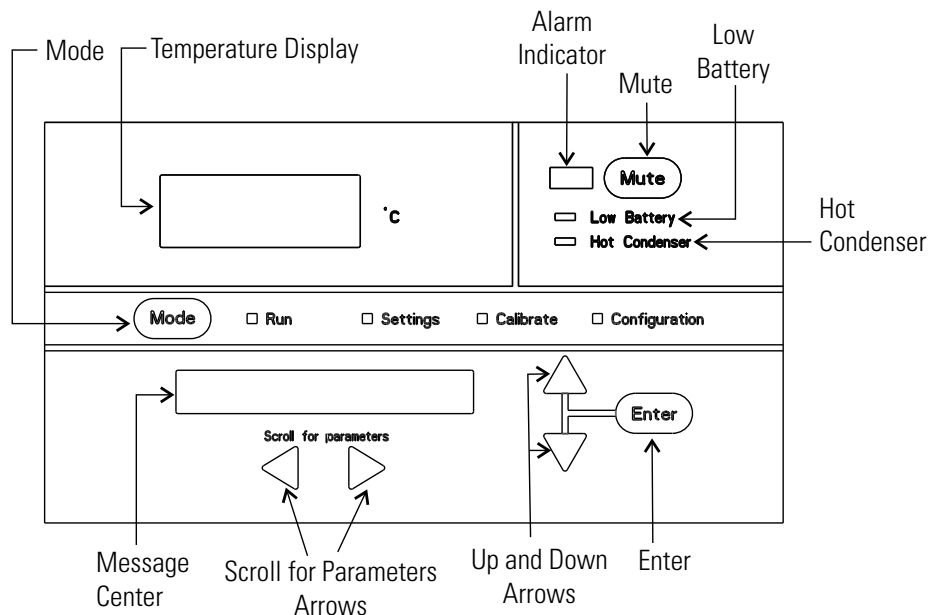 Mode
Temperature Display
Alarm
Indicator
Mute
Low
Battery
Mute
°C
Low Battery
Hot Condenser
Hot
Condenser
Mode
Run
Settings
Calibrate
Configuration
Enter
Scroll for parameters
Message
Center
Scroll for Parameters
Arrows
Up and Down
Arrows
Enter